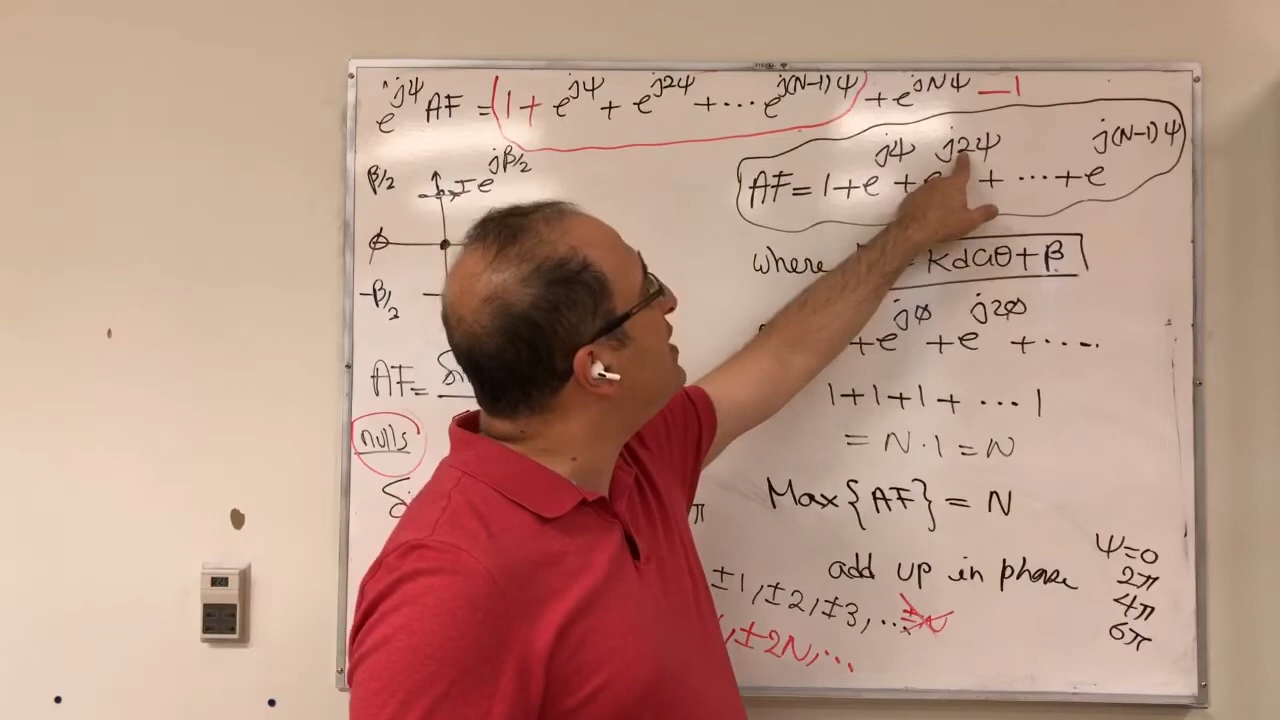 e^jψ AF = 1 + e^jψ + e^j2ψ + ... e^j(N-1)ψ + e^jNψ - 1
β/2
I e^jβ/2
-β/2
AF =
nulls
AF = 1 + e^jψ + e^j2ψ + ... + e^j(N-1)ψ
where = Kd Cosθ + β
+ e^j0 + e^j20 + ....
1 + 1 + 1 + ... 1
= N . 1 = N
Max{AF} = N
add up in phase
ψ=0
2π
4π
6π
±1, ±2, ±3, ... ±N
, ±2N, ...